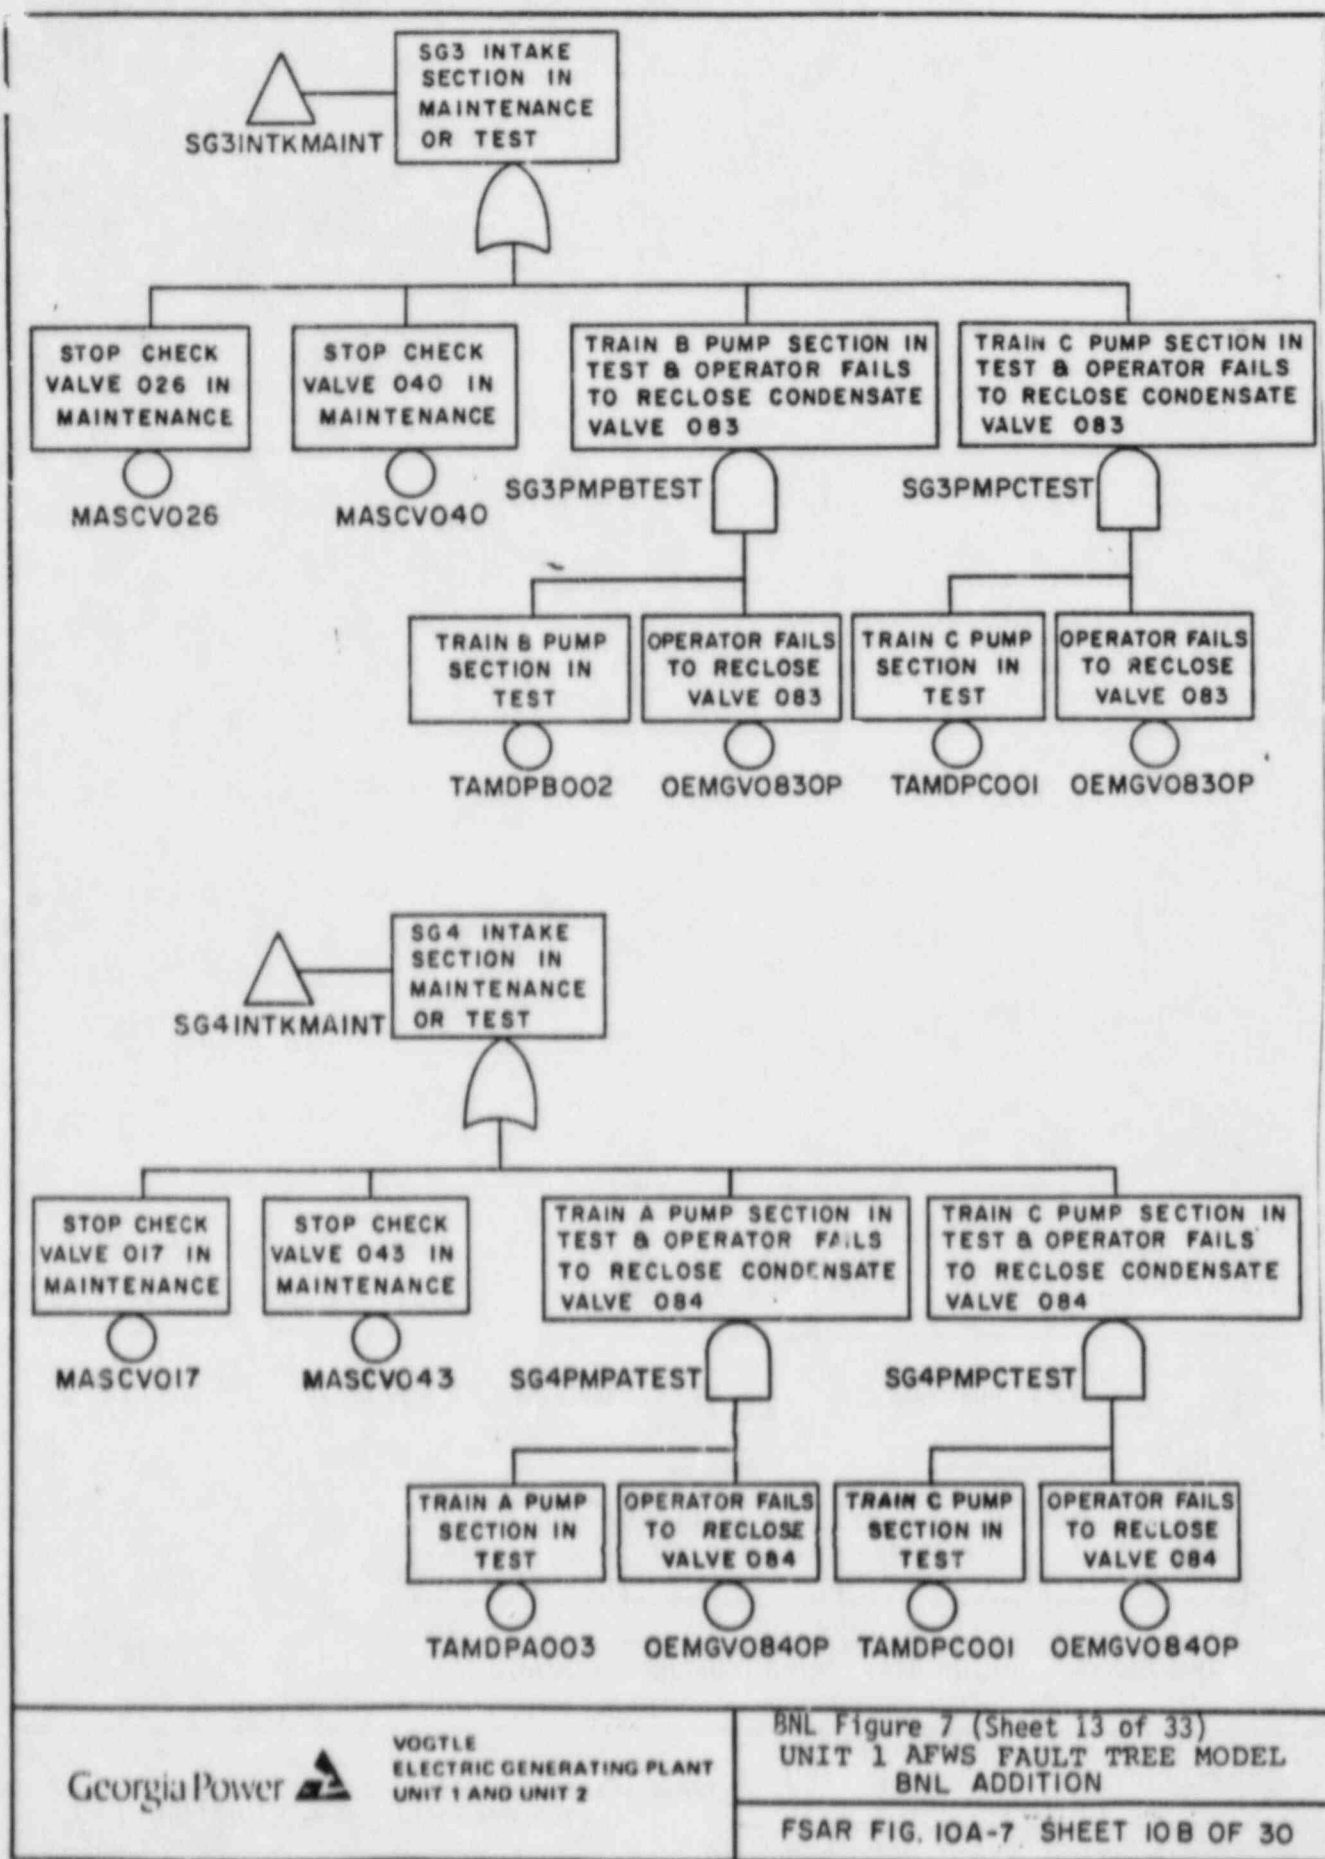 SG3 INTAKE
SECTION IN
MAINTENANCE
OR TEST
SG3INTKMAINT
STOP CHECK
VALVE 026 IN
MAINTENANCE
MASCV026
STOP CHECK
VALVE 040 IN
MAINTENANCE
MASCV040
TRAIN B PUMP SECTION IN
TEST & OPERATOR FAILS
TO RECLOSE CONDENSATE
VALVE 083
SG3PMPBTEST
TRAIN C PUMP SECTION IN
TEST & OPERATOR FAILS
TO RECLOSE CONDENSATE
VALVE 083
SG3PMPCTEST
TRAIN B PUMP
SECTION IN
TEST
TAMDPB002
OPERATOR FAILS
TO RECLOSE
VALVE 083
OEMGV083OP
TRAIN C PUMP
SECTION IN
TEST
TAMDPC001
OPERATOR FAILS
TO RECLOSE
VALVE 083
OEMGV083OP
SG4 INTAKE
SECTION IN
MAINTENANCE
OR TEST
SG4INTKMAINT
STOP CHECK
VALVE 017 IN
MAINTENANCE
MASCV017
STOP CHECK
VALVE 043 IN
MAINTENANCE
MASCV043
TRAIN A PUMP SECTION IN
TEST & OPERATOR FAILS
TO RECLOSE CONDENSATE
VALVE 084
SG4PMPATEST
TRAIN C PUMP SECTION IN
TEST & OPERATOR FAILS
TO RECLOSE CONDENSATE
VALVE 084
SG4PMPCTEST
TRAIN A PUMP
SECTION IN
TEST
TAMDPA003
OPERATOR FAILS
TO RECLOSE
VALVE 084
OEMGV084OP
TRAIN C PUMP
SECTION IN
TEST
TAMDPC001
OPERATOR FAILS
TO RECLOSE
VALVE 084
OEMGV084OP
Georgia Power
VOGTLE
ELECTRIC GENERATING PLANT
UNIT 1 AND UNIT 2
BNL Figure 7 (Sheet 13 of 33)
UNIT 1 AFWS FAULT TREE MODEL
BNL ADDITION
FSAR FIG. 10A-7 SHEET 10B OF 30